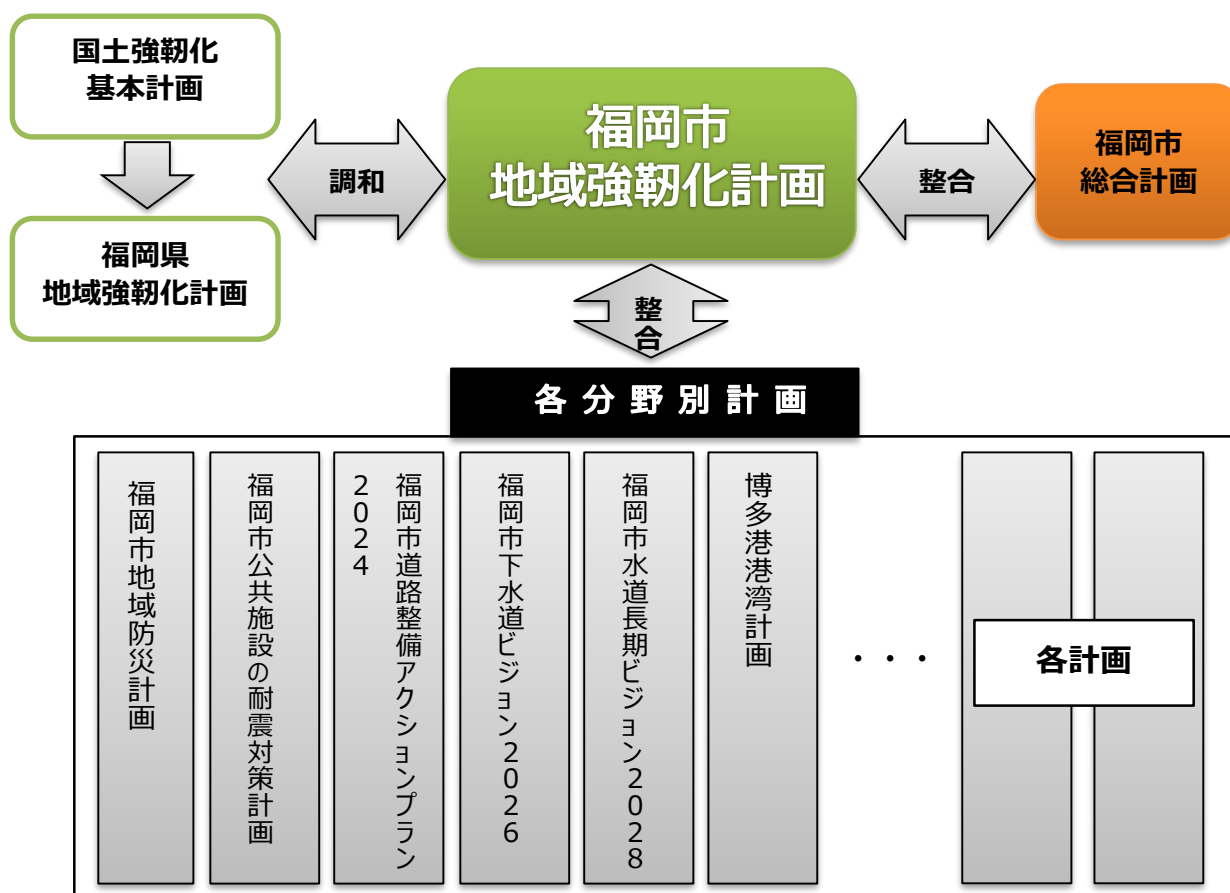 国土強靭化
基本計画
福岡県
地域強靭化計画
調和
福岡市
地域強靭化計画
整合
福岡市
総合計画
整
合
各分野別計画
福岡市地域防災計画
福岡市公共施設の耐震対策計画
福岡市道路整備アクションプラン
2024
福岡市下水道ビジョン2026
福岡市水道長期ビジョン2028
博多港港湾計画
・・・
各計画